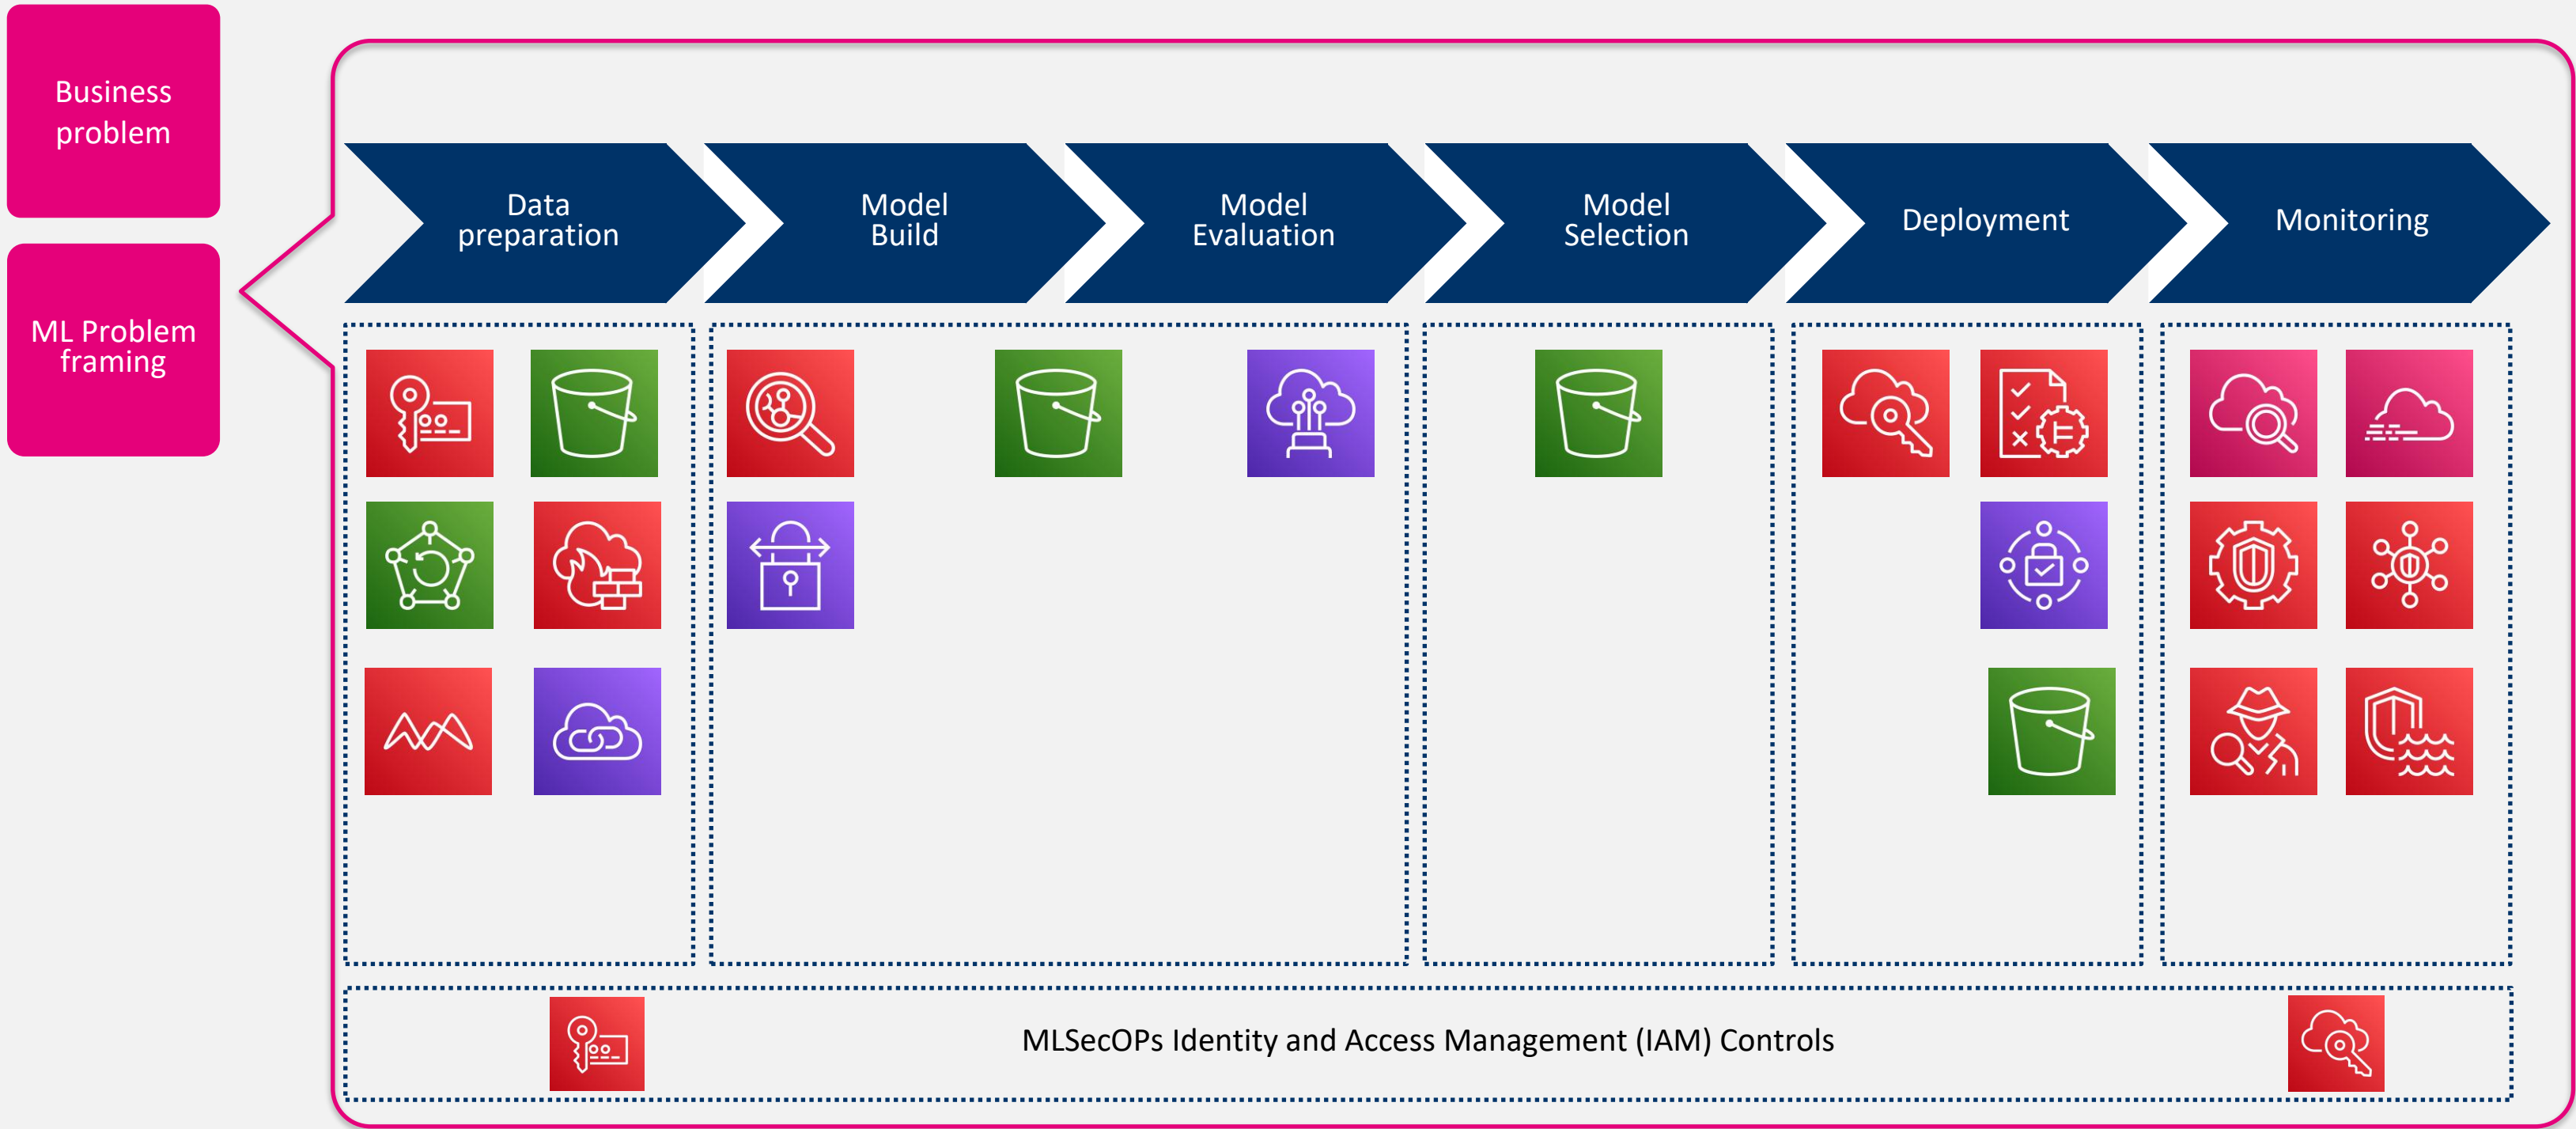 Business
problem
ML Problem
framing
Data
preparation
Model
Build
Model
Evaluation
Model
Selection
Deployment
Monitoring
MLSecOPs Identity and Access Management (IAM) Controls